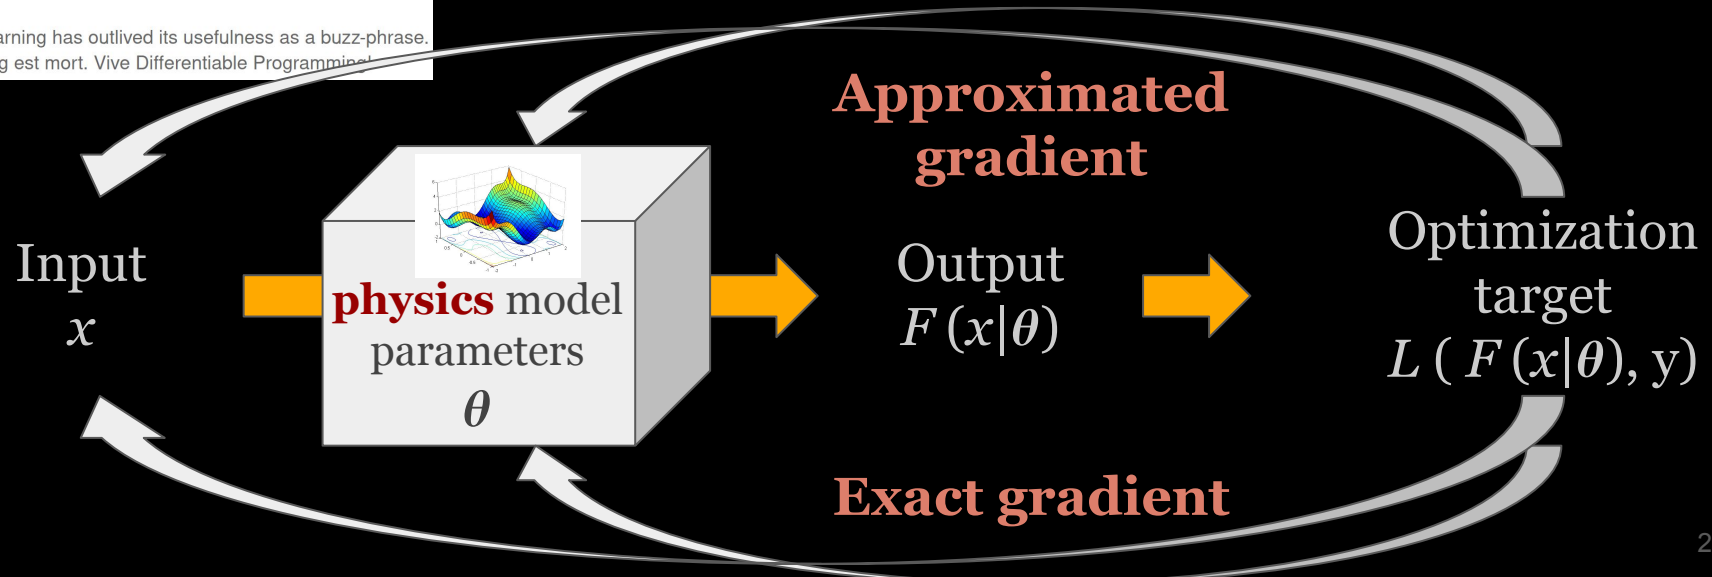 arning has outlived its usefulness as a buzz-phrase.
g est mort. Vive Differentiable Programming!
Approximated
gradient
Input
x
physics model
parameters
θ
Output
F (x|θ)
Optimization
target
L ( F (x|θ), y)
Exact gradient
2